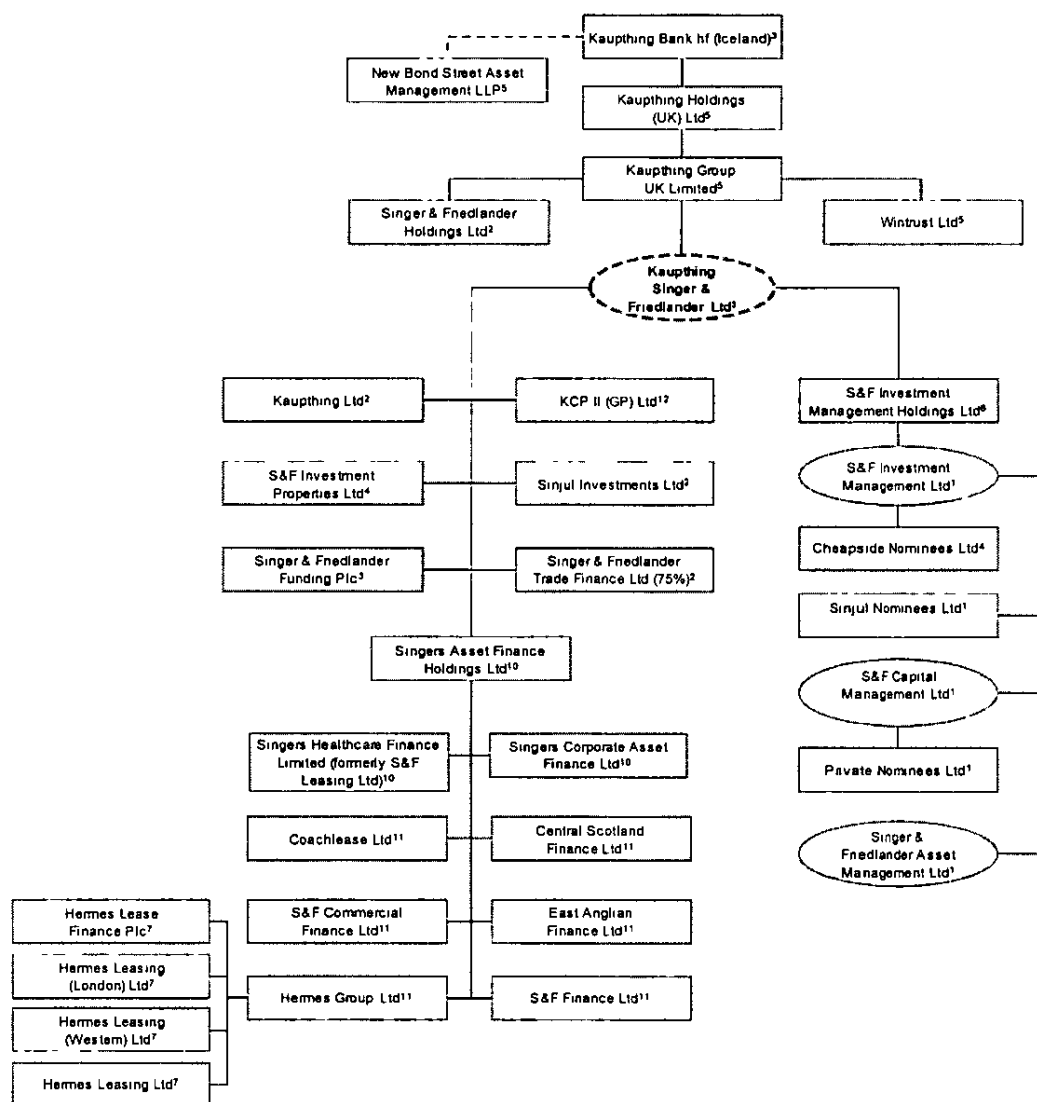 Kaupthing Bank hf (Iceland)³
New Bond Street Asset
Management LLP⁵
Kaupthing Holdings
(UK) Ltd⁵
Kaupthing Group
UK Limited⁵
Singer & Friedlander
Holdings Ltd²
Wintrust Ltd⁵
Kaupthing
Singer &
Friedlander Ltd³
Kaupthing Ltd²
KCP II (GP) Ltd¹²
S&F Investment
Management Holdings Ltd⁶
S&F Investment
Properties Ltd⁴
Sinjul Investments Ltd²
S&F Investment
Management Ltd¹
Singer & Friedlander
Funding Plc³
Singer & Friedlander
Trade Finance Ltd (75%)²
Cheapside Nominees Ltd⁴
Sinjul Nominees Ltd¹
Singers Asset Finance
Holdings Ltd¹⁰
S&F Capital
Management Ltd¹
Singers Healthcare Finance
Limited (formerly S&F
Leasing Ltd)¹⁰
Singers Corporate Asset
Finance Ltd¹⁰
Private Nominees Ltd¹
Coachlease Ltd¹¹
Central Scotland
Finance Ltd¹¹
Singer &
Friedlander Asset
Management Ltd¹
Hermes Lease
Finance Plc⁷
S&F Commercial
Finance Ltd¹¹
East Anglian
Finance Ltd¹¹
Hermes Leasing
(London) Ltd⁷
Hermes Group Ltd¹¹
S&F Finance Ltd¹¹
Hermes Leasing
(Western) Ltd⁷
Hermes Leasing Ltd⁷